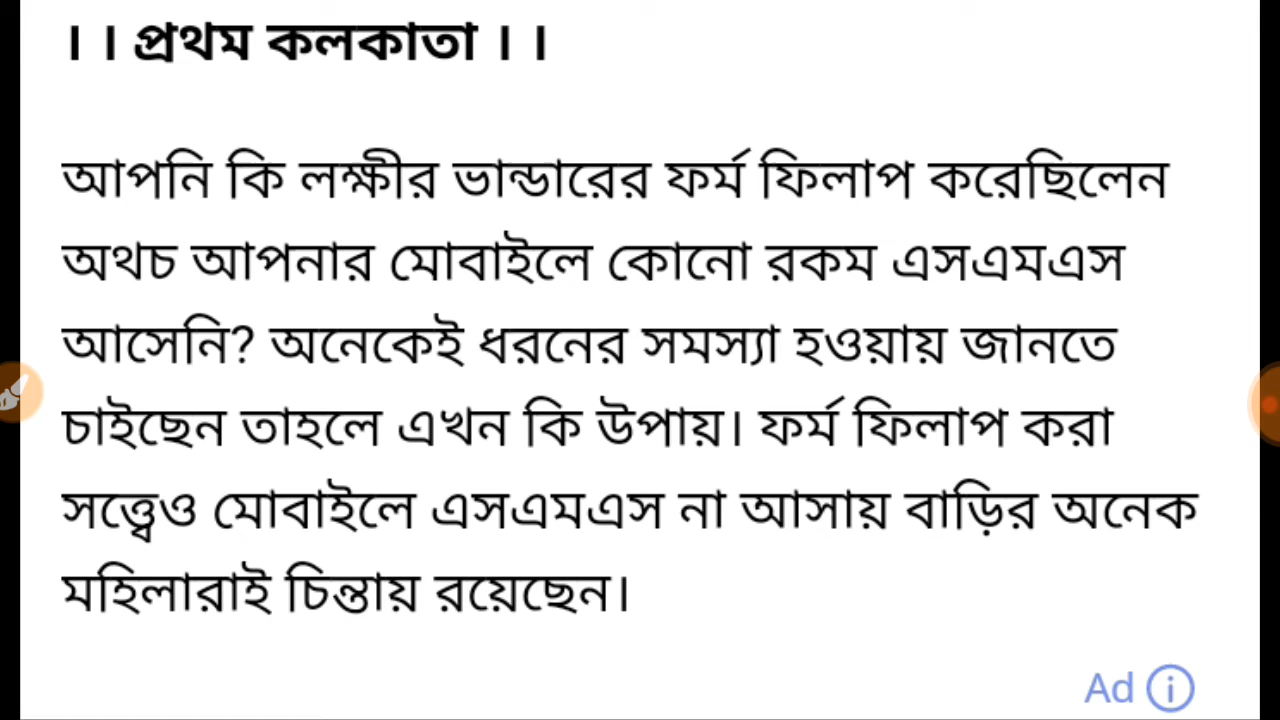 । । প্রথম কলকাতা । ।
আপনি কি লক্ষীর ভান্ডারের ফর্ম ফিলাপ করেছিলেন
অথচ আপনার মোবাইলে কোনো রকম এসএমএস
আসেনি? অনেকেই ধরনের সমস্যা হওয়ায় জানতে
চাইছেন তাহলে এখন কি উপায়। ফর্ম ফিলাপ করা
সত্ত্বেও মোবাইলে এসএমএস না আসায় বাড়ির অনেক
মহিলারাই চিন্তায় রয়েছেন।
Ad